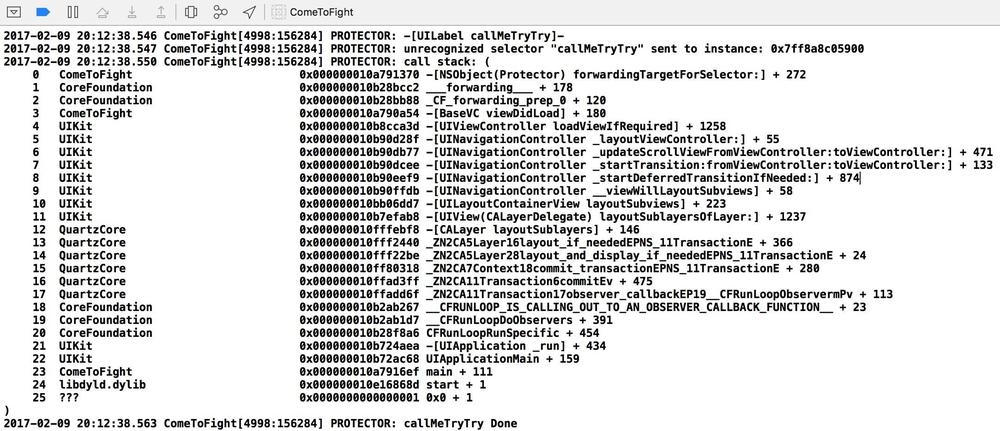 ComeToFight
2017-02-09 20:12:38.546 ComeToFight[4998:156284] PROTECTOR: -[UILabel callMeTryTry]-
2017-02-09 20:12:38.547 ComeToFight[4998:156284] PROTECTOR: unrecognized selector "callMeTryTry" sent to instance: 0x7ff8a8c05900
2017-02-09 20:12:38.550 ComeToFight[4998:156284] PROTECTOR: call stack: (
0 ComeToFight 0x000000010a791370 -[NSObject(Protector) forwardingTargetForSelector:] + 272
1 CoreFoundation 0x000000010b28bcc2 ___forwarding___ + 178
2 CoreFoundation 0x000000010b28bb88 _CF_forwarding_prep_0 + 120
3 ComeToFight 0x000000010a790a54 -[BaseVC viewDidLoad] + 180
4 UIKit 0x000000010b8cca3d -[UIViewController loadViewIfRequired] + 1258
5 UIKit 0x000000010b90d28f -[UINavigationController _layoutViewController:] + 55
6 UIKit 0x000000010b90db77 -[UINavigationController _updateScrollViewFromViewController:toViewController:] + 471
7 UIKit 0x000000010b90dcee -[UINavigationController _startTransition:fromViewController:toViewController:] + 133
8 UIKit 0x000000010b90eef9 -[UINavigationController _startDeferredTransitionIfNeeded:] + 874
9 UIKit 0x000000010b90ffdb -[UINavigationController __viewWillLayoutSubviews] + 58
10 UIKit 0x000000010bb06dd7 -[UILayoutContainerView layoutSubviews] + 223
11 UIKit 0x000000010b7efab8 -[UIView(CALayerDelegate) layoutSublayersOfLayer:] + 1237
12 QuartzCore 0x000000010fffebf8 -[CALayer layoutSublayers] + 146
13 QuartzCore 0x000000010fff2440 _ZN2CA5Layer16layout_if_neededEPNS_11TransactionE + 366
14 QuartzCore 0x000000010fff22be _ZN2CA5Layer28layout_and_display_if_neededEPNS_11TransactionE + 24
15 QuartzCore 0x000000010ff80318 _ZN2CA7Context18commit_transactionEPNS_11TransactionE + 280
16 QuartzCore 0x000000010ffad3ff _ZN2CA11Transaction6commitEv + 475
17 QuartzCore 0x000000010ffadd6f _ZN2CA11Transaction17observer_callbackEP19__CFRunLoopObservermPv + 113
18 CoreFoundation 0x000000010b2ab267 __CFRUNLOOP_IS_CALLING_OUT_TO_AN_OBSERVER_CALLBACK_FUNCTION__ + 23
19 CoreFoundation 0x000000010b2ab1d7 __CFRunLoopDoObservers + 391
20 CoreFoundation 0x000000010b28f8a6 CFRunLoopRunSpecific + 454
21 UIKit 0x000000010b724aea -[UIApplication _run] + 434
22 UIKit 0x000000010b72ac68 UIApplicationMain + 159
23 ComeToFight 0x000000010a7916ef main + 111
24 libdyld.dylib 0x000000010e16868d start + 1
25 ??? 0x0000000000000001 0x0 + 1
)
2017-02-09 20:12:38.563 ComeToFight[4998:156284] PROTECTOR: callMeTryTry Done